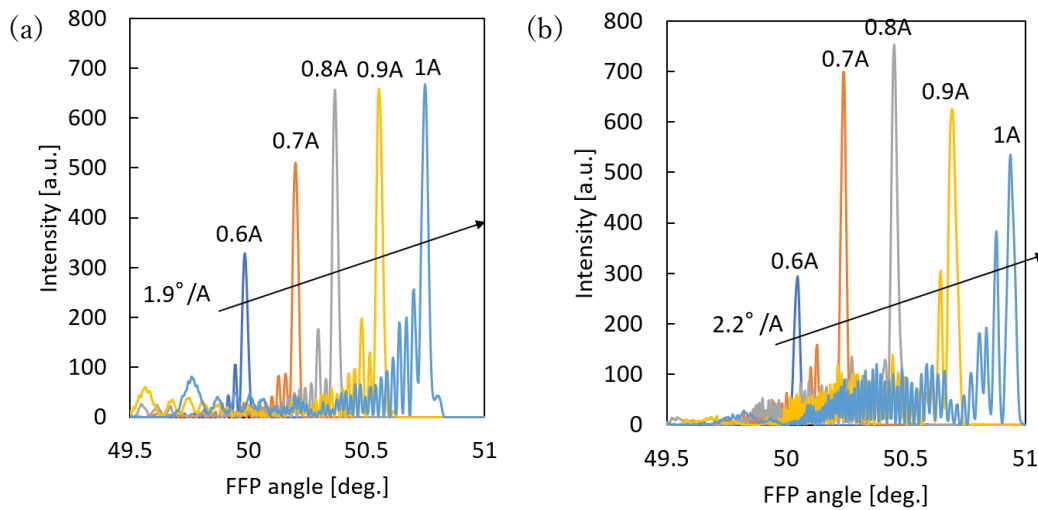 (a)
Intensity [a.u.]
800
700
600
500
400
300
200
100
0
0.6A
0.7A
0.8A
0.9A
1A
1.9°/A
49.5
50
50.5
51
FFP angle [deg.]
(b)
Intensity [a.u.]
800
700
600
500
400
300
200
100
0
0.6A
0.7A
0.8A
0.9A
1A
2.2°/A
49.5
50
50.5
51
FFP angle [deg.]